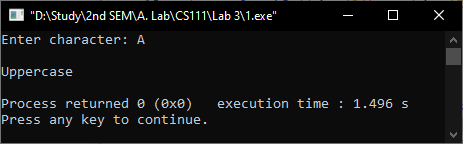 "D:\Study\2nd SEM\A. Lab\CS111\Lab 3\1.exe"
Enter character: A
Uppercase
Process returned 0 (0x0)   execution time : 1.496 s
Press any key to continue.